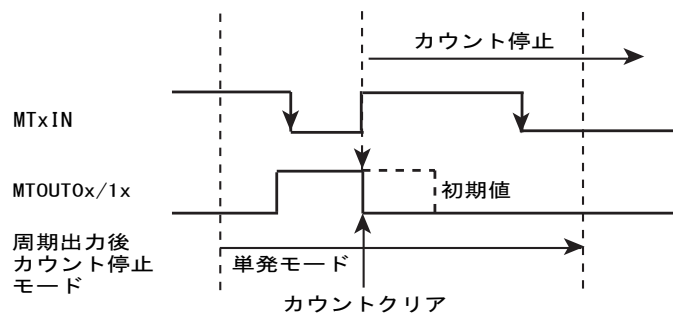 カウント停止
MTxIN
MTOUT0x/1x
初期値
周期出力後
カウント停止
モード
単発モード
カウントクリア